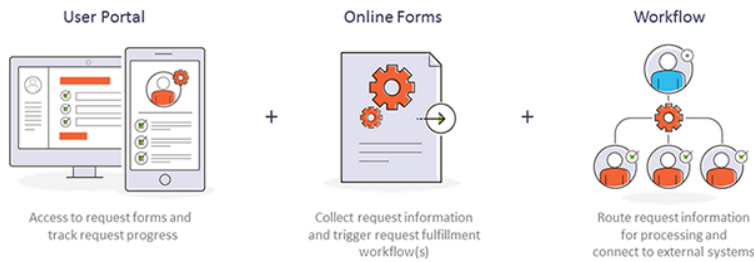 User Portal
Online Forms
Workflow
+
+
Access to request forms and
track request progress
Collect request information
and trigger request fulfillment
workflow(s)
Route request information
for processing and
connect to external systems